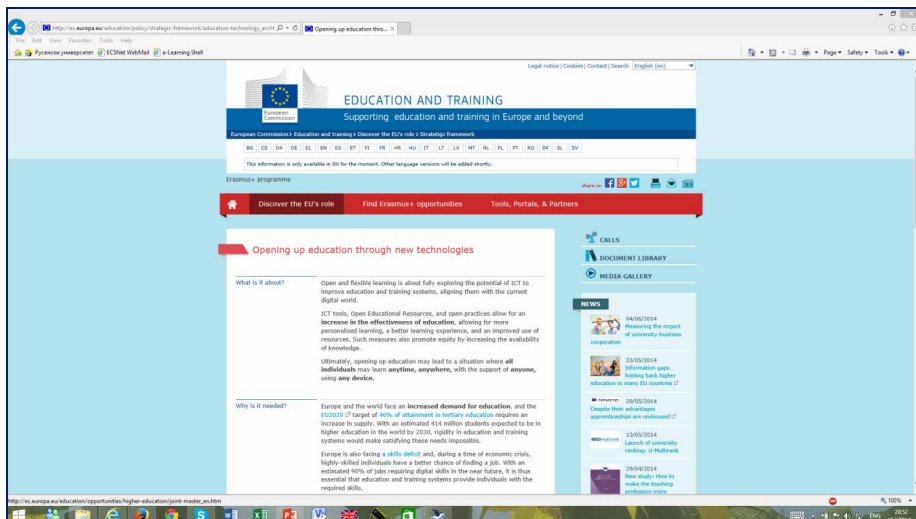 http://ec.europa.eu/education/policy/strategic-framework/education-technology_en.ht
Opening up education thro...
File Edit View Favorites Tools Help
Русенски университет ECSNet WebMail e-Learning Shell
Page Safety Tools
Legal notice | Cookies | Contact | Search English (en)
European
Commission
EDUCATION AND TRAINING
Supporting education and training in Europe and beyond
European Commission > Education and training > Discover the EU's role > Stratetgic framework
BG CS DA DE EL EN ES ET FI FR HR HU IT LT LV MT NL PL PT RO SK SL SV
This information is only available in EN for the moment. Other language versions will be added shortly.
Erasmus+ programme
share on
Discover the EU's role Find Erasmus+ opportunities Tools, Portals, & Partners
Opening up education through new technologies
What is it about?
Open and flexible learning is about fully exploring the potential of ICT to
improve education and training systems, aligning them with the current
digital world.
ICT tools, Open Educational Resources, and open practices allow for an
increase in the effectiveness of education, allowing for more
personalised learning, a better learning experience, and an improved use of
resources. Such measures also promote equity by increasing the availability
of knowledge.
Ultimately, opening up education may lead to a situation where all
individuals may learn anytime, anywhere, with the support of anyone,
using any device.
Why is it needed?
Europe and the world face an increased demand for education, and the
EU2020 target of 40% of attainment in tertiary education requires an
increase in supply. With an estimated 414 million students expected to be in
higher education in the world by 2030, rigidity in education and training
systems would make satisfying these needs impossible.
Europe is also facing a skills deficit and, during a time of economic crisis,
highly-skilled individuals have a better chance of finding a job. With an
estimated 90% of jobs requiring digital skills in the near future, it is thus
essential that education and training systems provide individuals with the
required skills.
CALLS
DOCUMENT LIBRARY
MEDIA GALLERY
NEWS
04/06/2014
Measuring the impact
of university-business
cooperation
22/05/2014
Information gaps
holding back higher
education in many EU countries
20/05/2014
Despite their advantages
apprenticeships are underused
13/05/2014
Launch of university
ranking: U-Multirank
29/04/2014
New study: How to
make the teaching
profession more
http://ec.europa.eu/education/opportunities/higher-education/joint-master_en.htm
100%
ENG
20:52